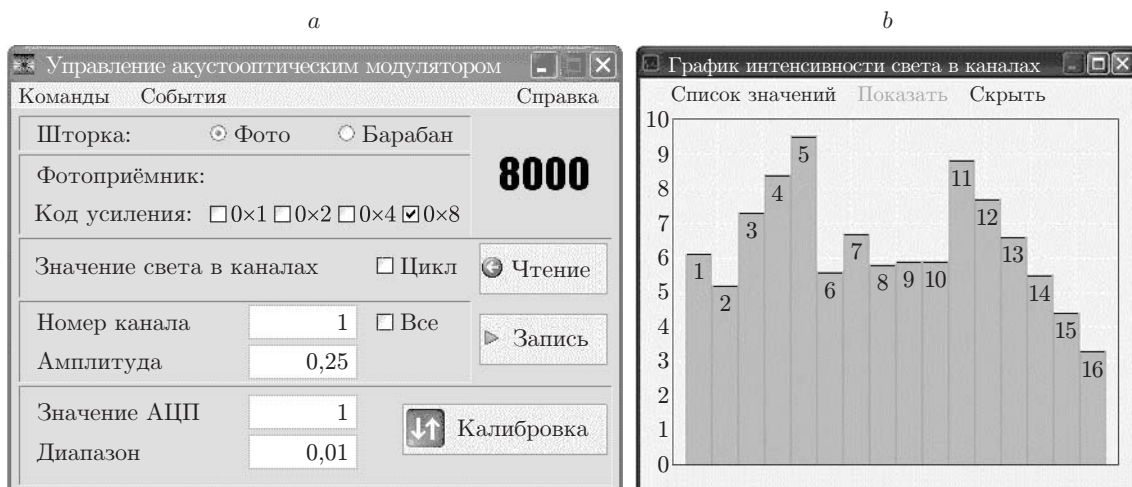 a
Управление акустооптическим модулятором
Команды События Справка
Шторка: Фото Барабан
8000
Фотоприёмник:
Код усиления: 0×1 0×2 0×4 0×8
Значение света в каналах Цикл Чтение
Номер канала 1 Все
Запись
Амплитуда 0,25
Значение АЦП 1
Калибровка
Диапазон 0,01
b
График интенсивности света в каналах
Список значений Показать Скрыть
10
9
8
7
6
5
4
3
2
1
0
1
2
3
4
5
6
7
8
9
10
11
12
13
14
15
16